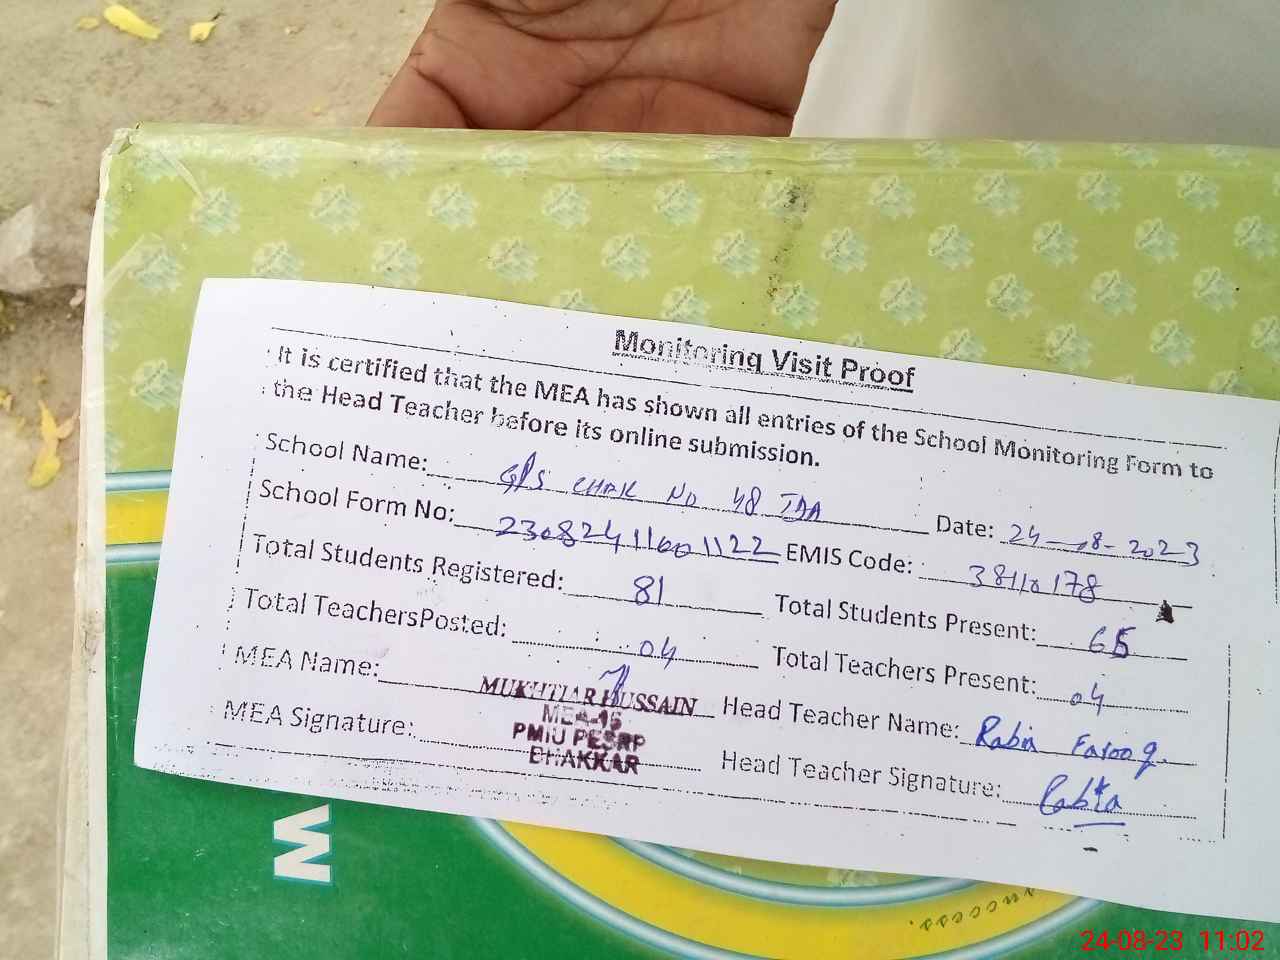 Monitoring Visit Proof
It is certified that the MEA has shown all entries of the School Monitoring Form to
the Head Teacher before its online submission.
School Name: GPS CHAK No 48 TDA Date: 24-08-2023
School Form No: 23082411601122 EMIS Code: 38110178
Total Students Registered: 81 Total Students Present: 65
Total TeachersPosted: 04 Total Teachers Present: 04
MEA Name: MUKHTIAR HUSSAIN Head Teacher Name: Rabia Farooq.
MEA-15
PMIU PESRP
BHAKKAR
MEA Signature: Head Teacher Signature: Rabia
W
success.
24-08-23 11:02